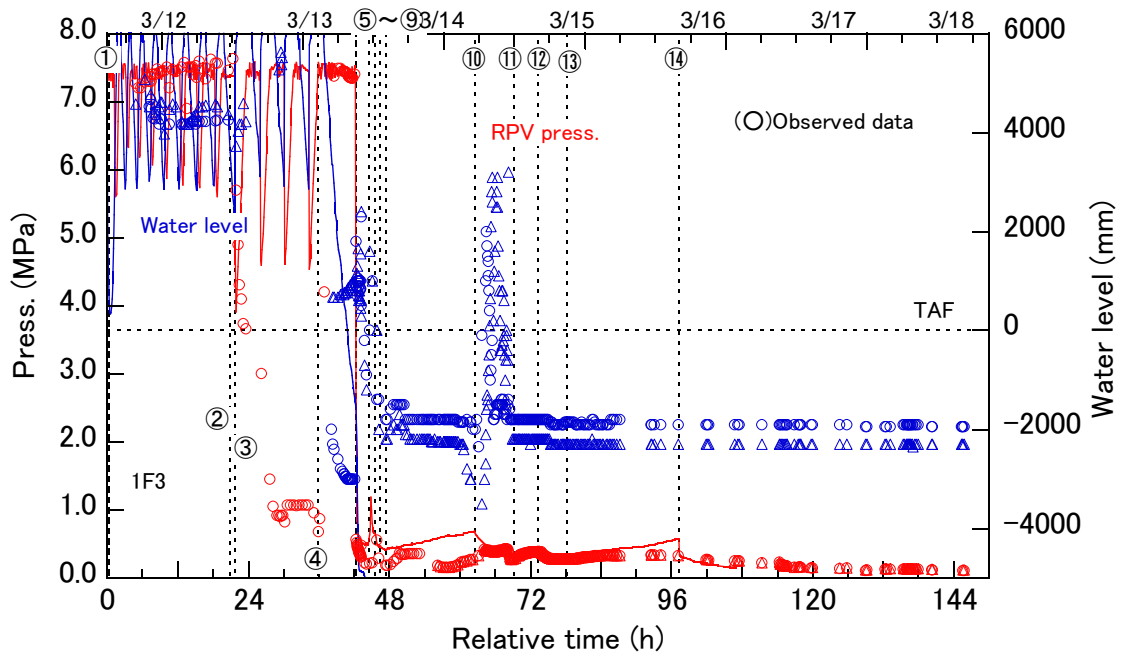 3/12 3/13 ⑤～⑨ 3/14 3/15 3/16 3/17 3/18
8.0 6000
① ⑩ ⑪ ⑫ ⑬ ⑭
7.0
(○)Observed data
RPV press.
4000
6.0
Water level
2000
5.0
4.0
TAF
0
3.0
②
2.0 −2000
③
1F3
1.0
−4000
④
0.0
0 24 48 72 96 120 144
Relative time (h)
Press. (MPa)
Water level (mm)